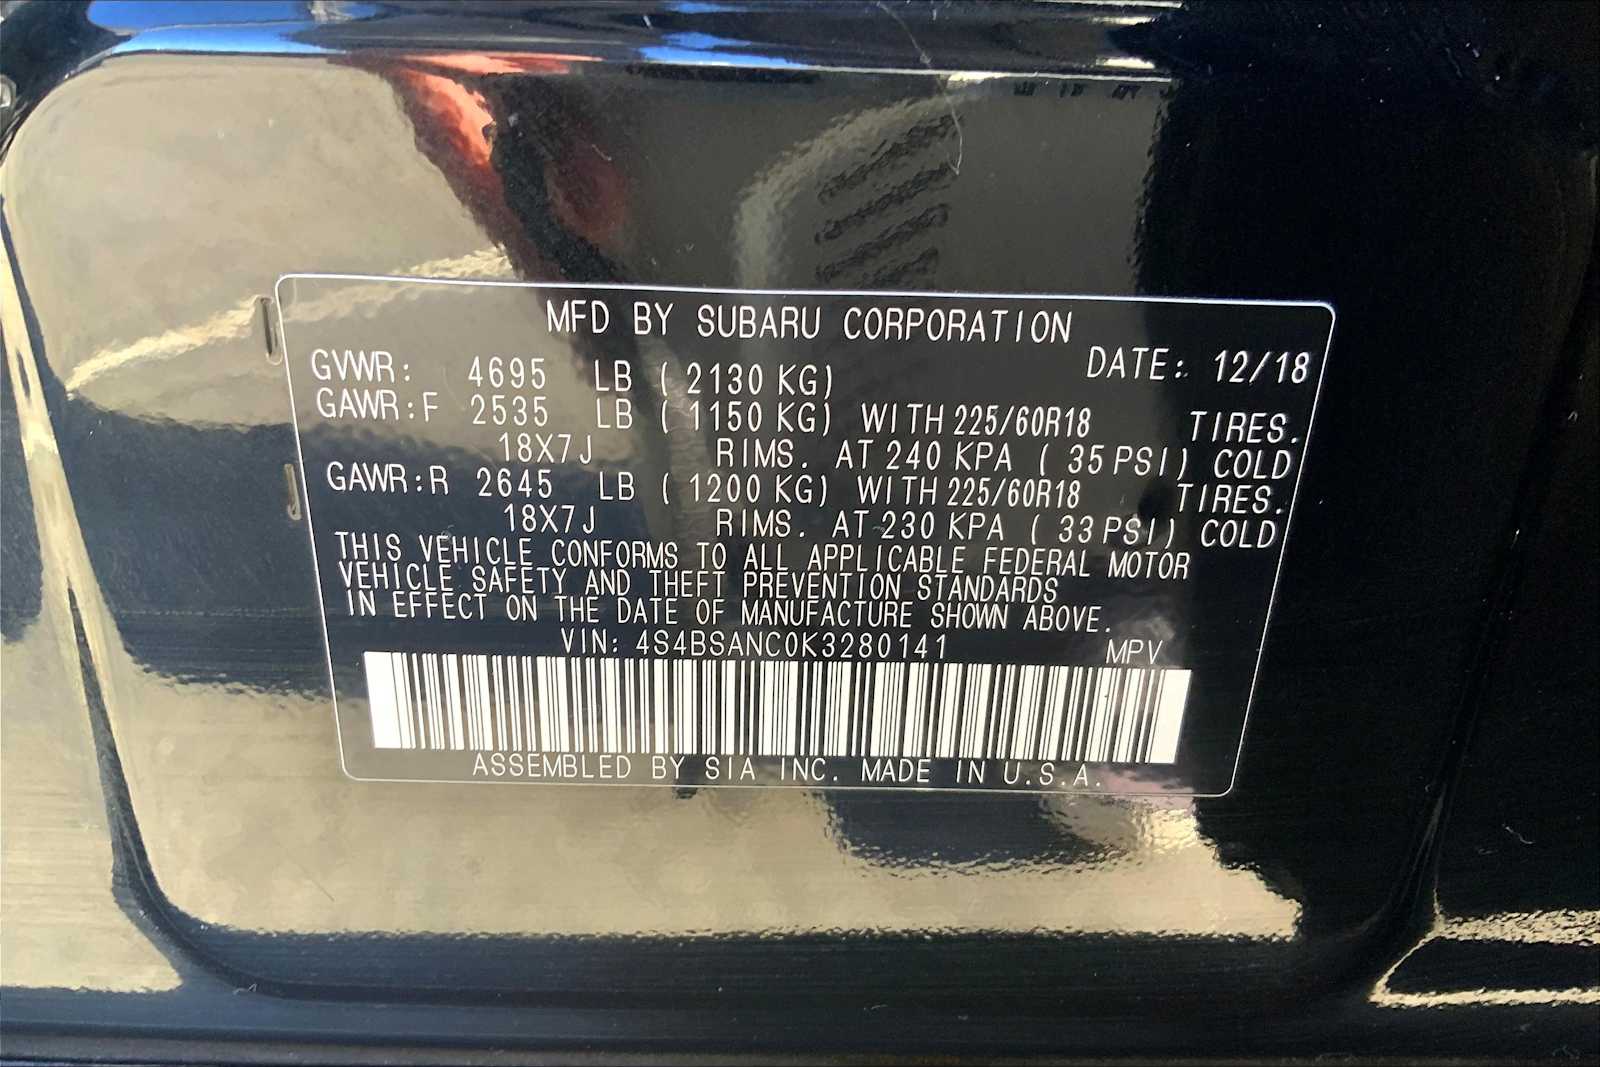 MFD BY SUBARU CORPORATION
DATE: 12/18
GVWR: 4695 LB ( 2130 KG)
GAWR:F 2535 LB ( 1150 KG) WITH 225/60R18 TIRES.
18X7J RIMS. AT 240 KPA ( 35 PSI) COLD
GAWR:R 2645 LB ( 1200 KG) WITH 225/60R18 TIRES.
18X7J RIMS. AT 230 KPA ( 33 PSI) COLD
THIS VEHICLE CONFORMS TO ALL APPLICABLE FEDERAL MOTOR
VEHICLE SAFETY AND THEFT PREVENTION STANDARDS
IN EFFECT ON THE DATE OF MANUFACTURE SHOWN ABOVE.
VIN: 4S4BSANC0K3280141 MPV
ASSEMBLED BY SIA INC. MADE IN U.S.A.